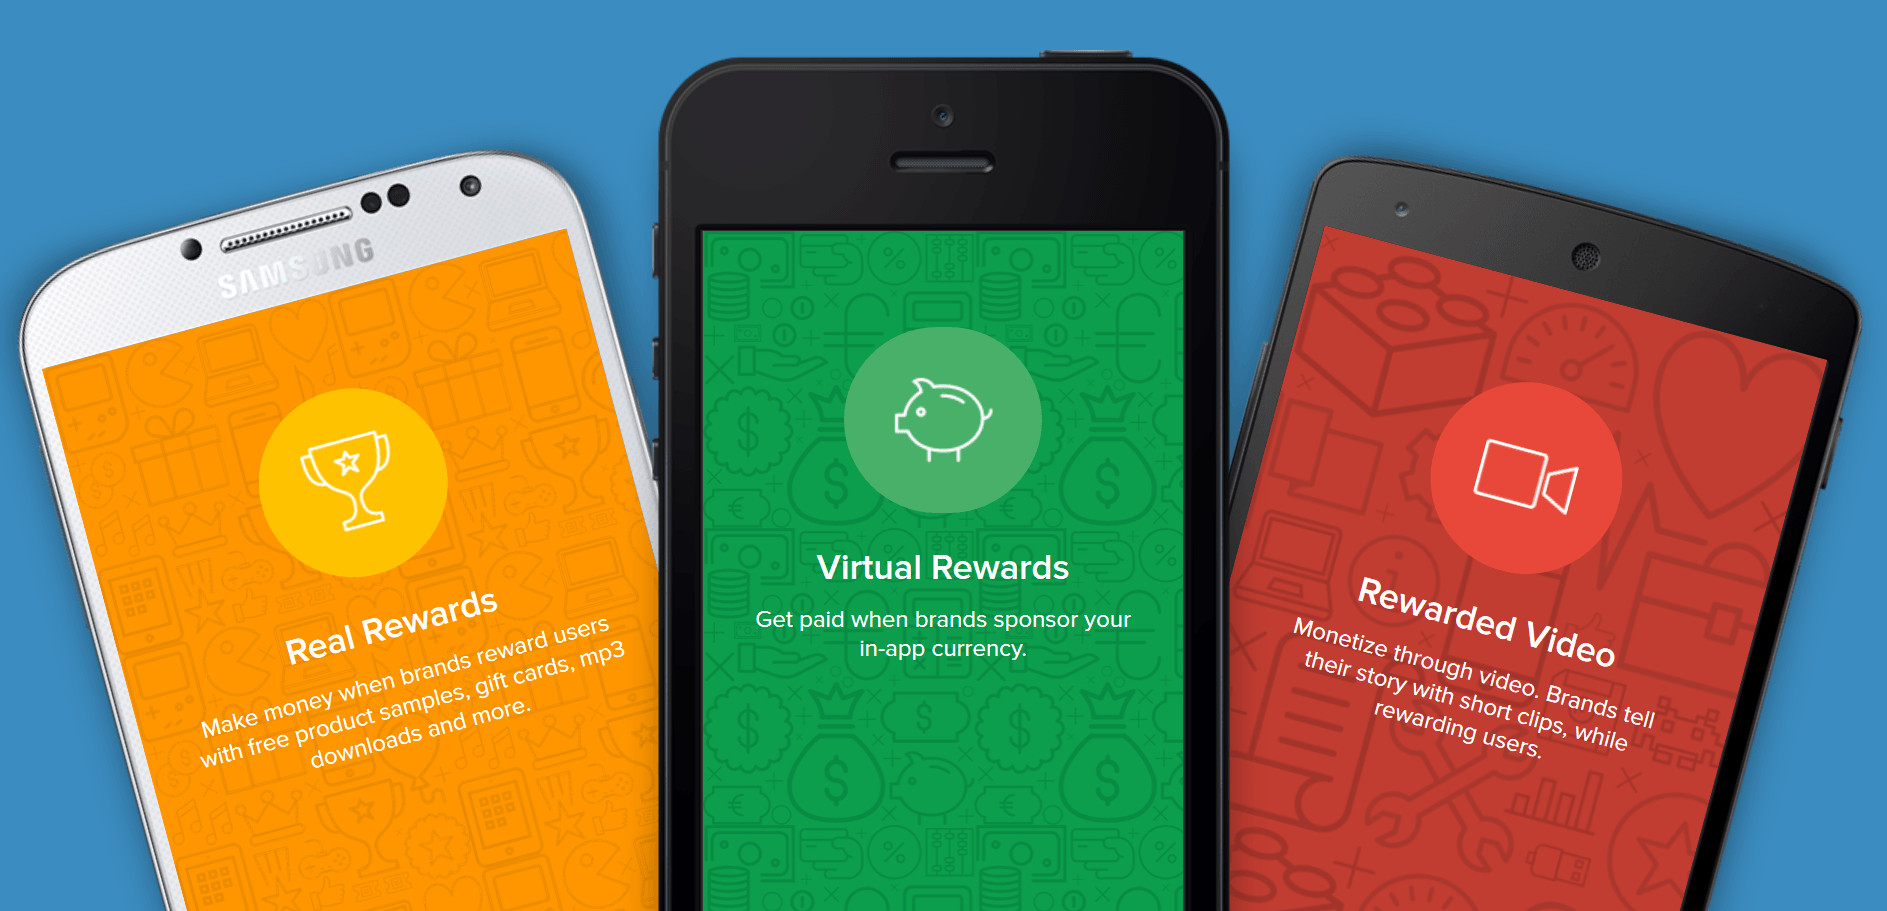 SAMSUNG
Real Rewards
Make money when brands reward users
with free product samples, gift cards, mp3
downloads and more.
Virtual Rewards
Get paid when brands sponsor your
in-app currency.
Rewarded Video
Monetize through video. Brands tell
their story with short clips, while
rewarding users.